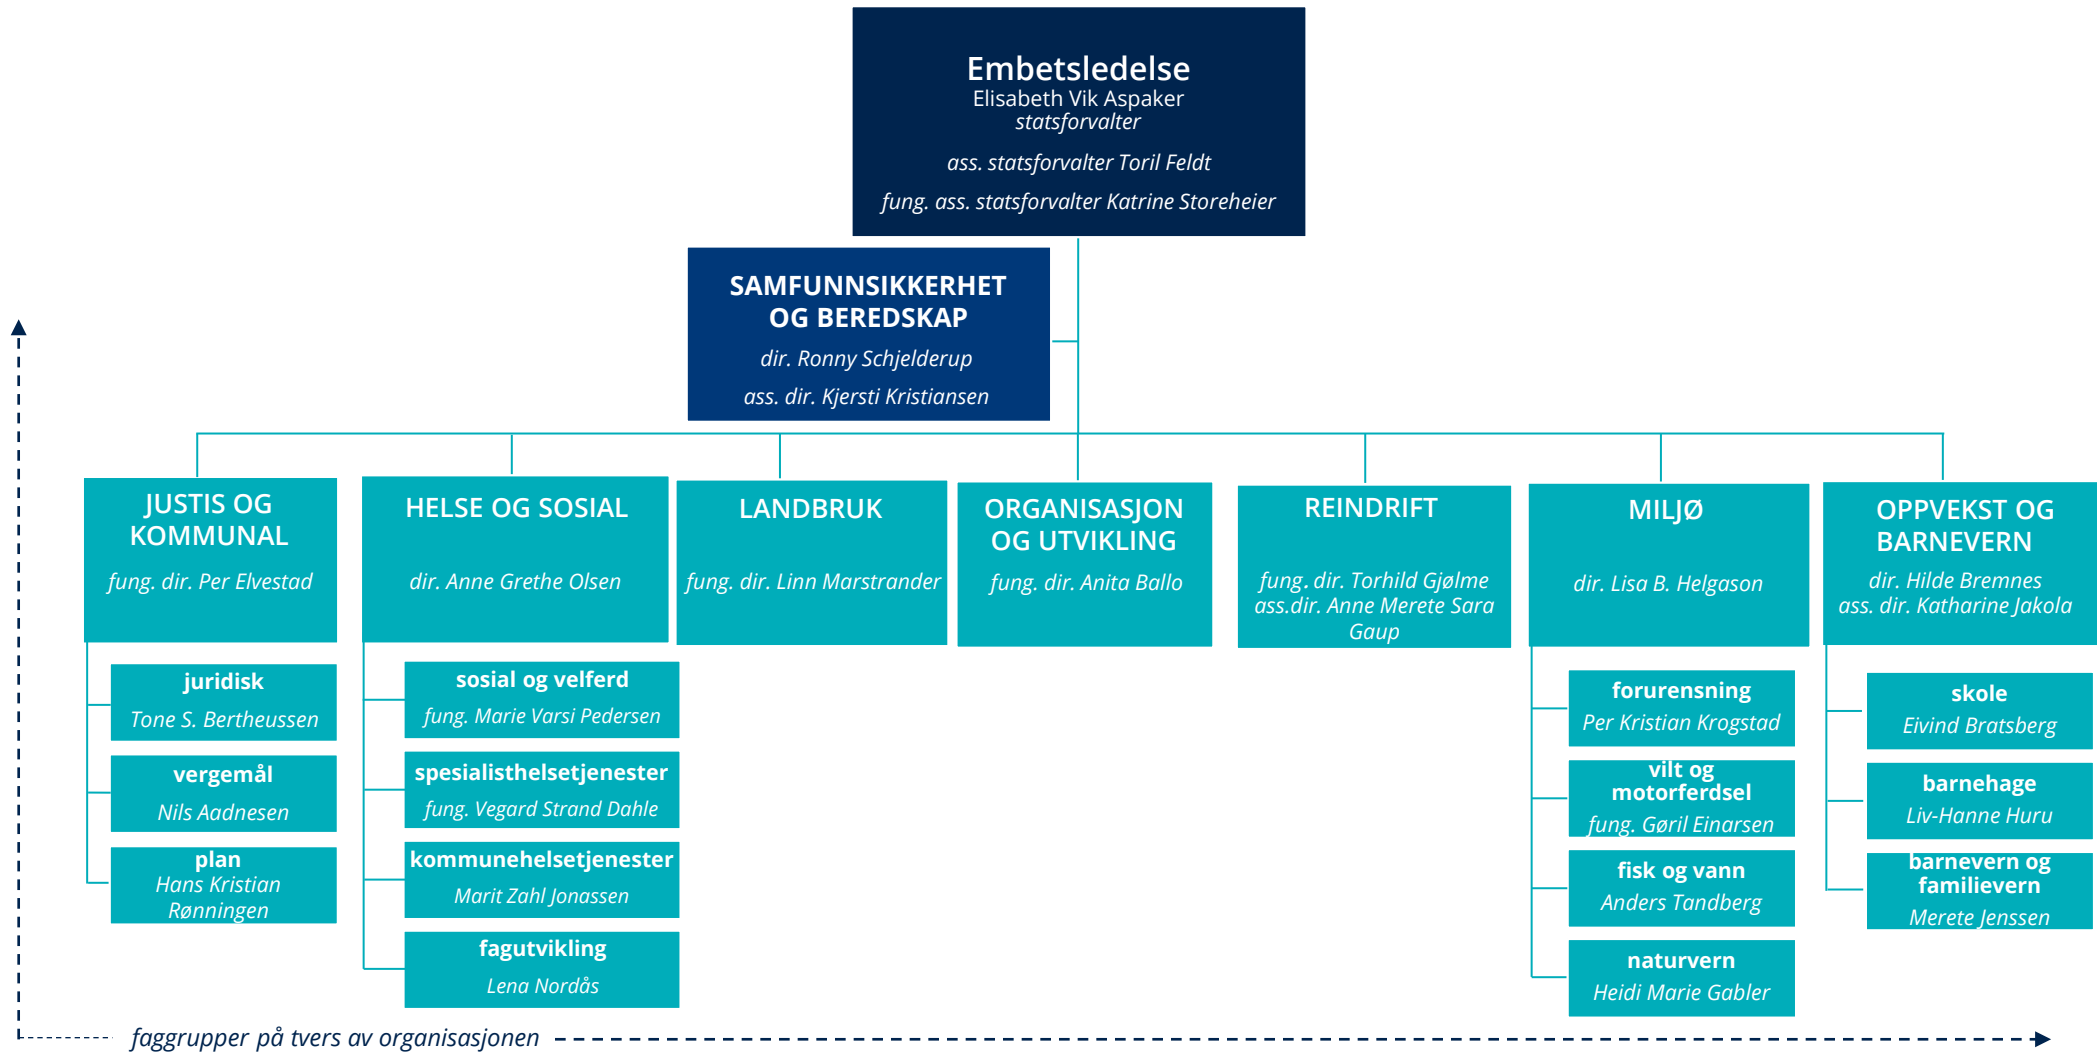 Embetsledelse
Elisabeth Vik Aspaker
statsforvalter
ass. statsforvalter Toril Feldt
fung. ass. statsforvalter Katrine Storeheier
SAMFUNNSIKKERHET
OG BEREDSKAP
dir. Ronny Schjelderup
ass. dir. Kjersti Kristiansen
JUSTIS OG
KOMMUNAL
fung. dir. Per Elvestad
juridisk
Tone S. Bertheussen
vergemål
Nils Aadnesen
plan
Hans Kristian
Rønningen
HELSE OG SOSIAL
dir. Anne Grethe Olsen
sosial og velferd
fung. Marie Varsi Pedersen
spesialisthelsetjenester
fung. Vegard Strand Dahle
kommunehelsetjenester
Marit Zahl Jonassen
fagutvikling
Lena Nordås
LANDBRUK
fung. dir. Linn Marstrander
ORGANISASJON
OG UTVIKLING
fung. dir. Anita Ballo
REINDRIFT
fung. dir. Torhild Gjølme
ass.dir. Anne Merete Sara
Gaup
MILJØ
dir. Lisa B. Helgason
forurensning
Per Kristian Krogstad
vilt og
motorferdsel
fung. Gøril Einarsen
fisk og vann
Anders Tandberg
naturvern
Heidi Marie Gabler
OPPVEKST OG
BARNEVERN
dir. Hilde Bremnes
ass. dir. Katharine Jakola
skole
Eivind Bratsberg
barnehage
Liv-Hanne Huru
barnevern og
familievern
Merete Jenssen
faggrupper på tvers av organisasjonen